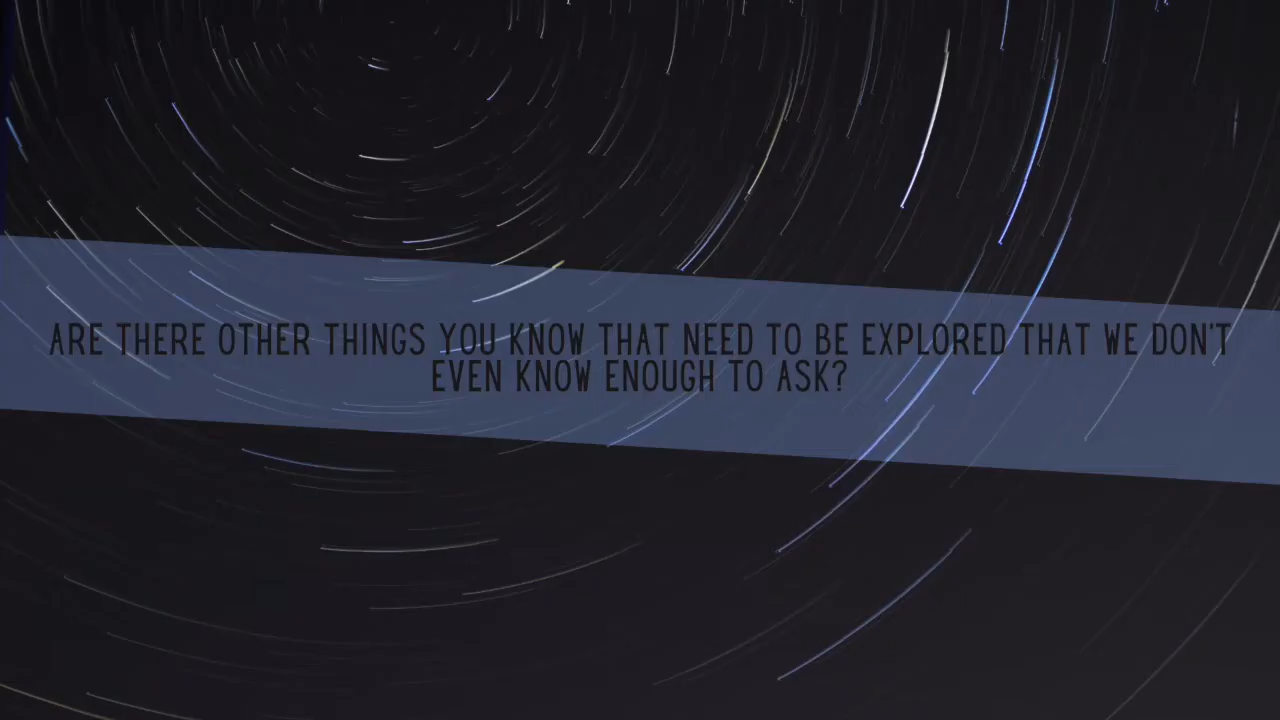 ARE THERE OTHER THINGS YOU KNOW THAT NEED TO BE EXPLORED THAT WE DON'T
EVEN KNOW ENOUGH TO ASK?